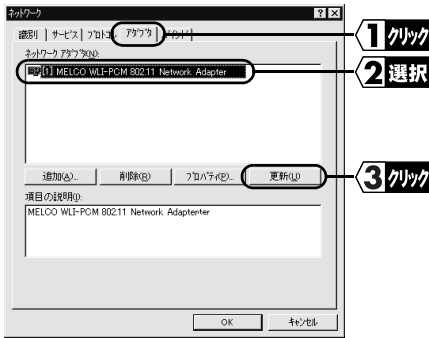 ネットワーク
識別 サービス プロトコル アダプタ バインド
ネットワーク アダプタ(N):
[1] MELCO WLI-PCM 802.11 Network Adapter
追加(A)... 削除(R) プロパティ(P)... 更新(U)
項目の説明(I):
MELCO WLI-PCM 802.11 Network Adaptenter
OK キャンセル
1 クリック
2 選択
3 クリック